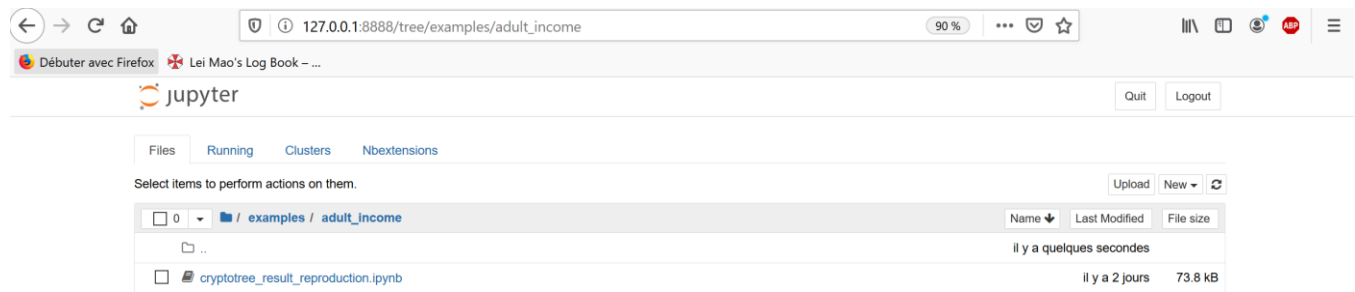 127.0.0.1:8888/tree/examples/adult_income 90 % ABP
Débuter avec Firefox Lei Mao's Log Book – ...
jupyter Quit Logout
Files Running Clusters Nbextensions
Select items to perform actions on them. Upload New
0 / examples / adult_income Name Last Modified File size
.. il y a quelques secondes
cryptotree_result_reproduction.ipynb il y a 2 jours 73.8 kB